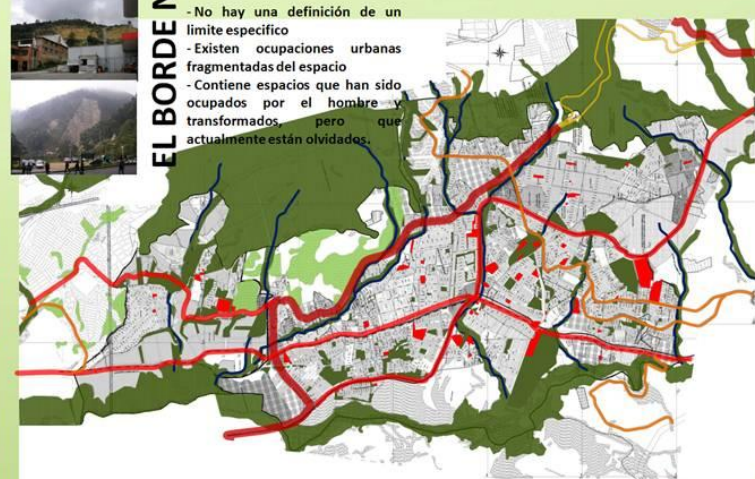 EL BORDE
- No hay una definición de un
limite especifico
- Existen ocupaciones urbanas
fragmentadas del espacio
- Contiene espacios que han sido
ocupados por el hombre y
transformados, pero que
actualmente están olvidados.